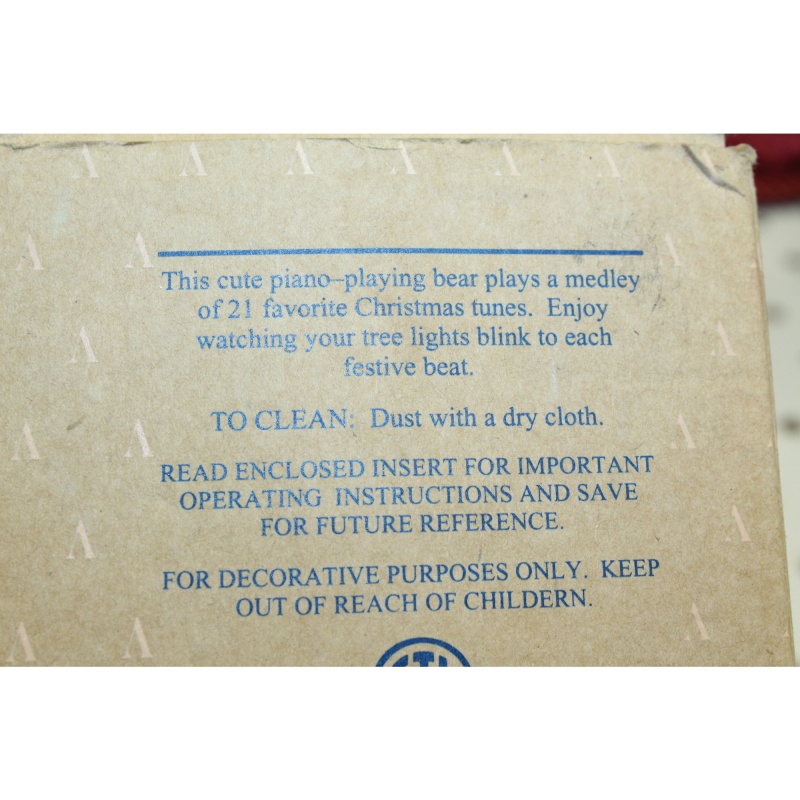 This cute piano–playing bear plays a medley
of 21 favorite Christmas tunes. Enjoy
watching your tree lights blink to each
festive beat.
TO CLEAN: Dust with a dry cloth.
READ ENCLOSED INSERT FOR IMPORTANT
OPERATING INSTRUCTIONS AND SAVE
FOR FUTURE REFERENCE.
FOR DECORATIVE PURPOSES ONLY. KEEP
OUT OF REACH OF CHILDERN.